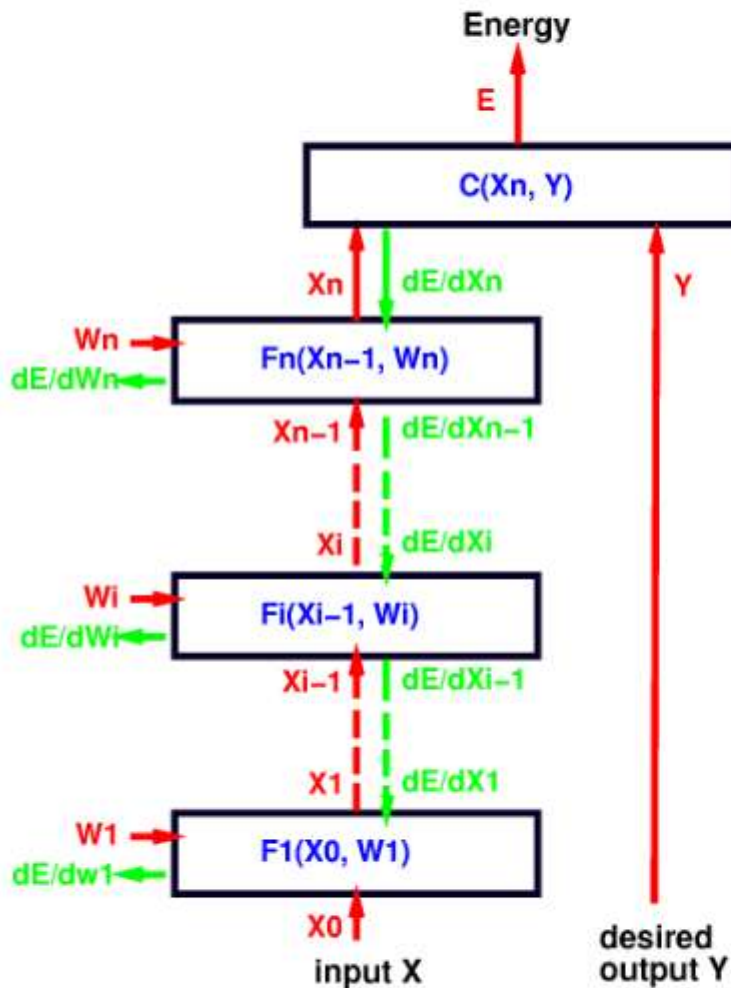 Energy
E
C(Xn, Y)
Xn
dE/dXn
Y
Wn
Fn(Xn−1, Wn)
dE/dWn
Xn−1
dE/dXn−1
Xi
dE/dXi
Wi
Fi(Xi−1, Wi)
dE/dWi
Xi−1
dE/dXi−1
X1
dE/dX1
W1
F1(X0, W1)
dE/dw1
X0
input X
desired
output Y